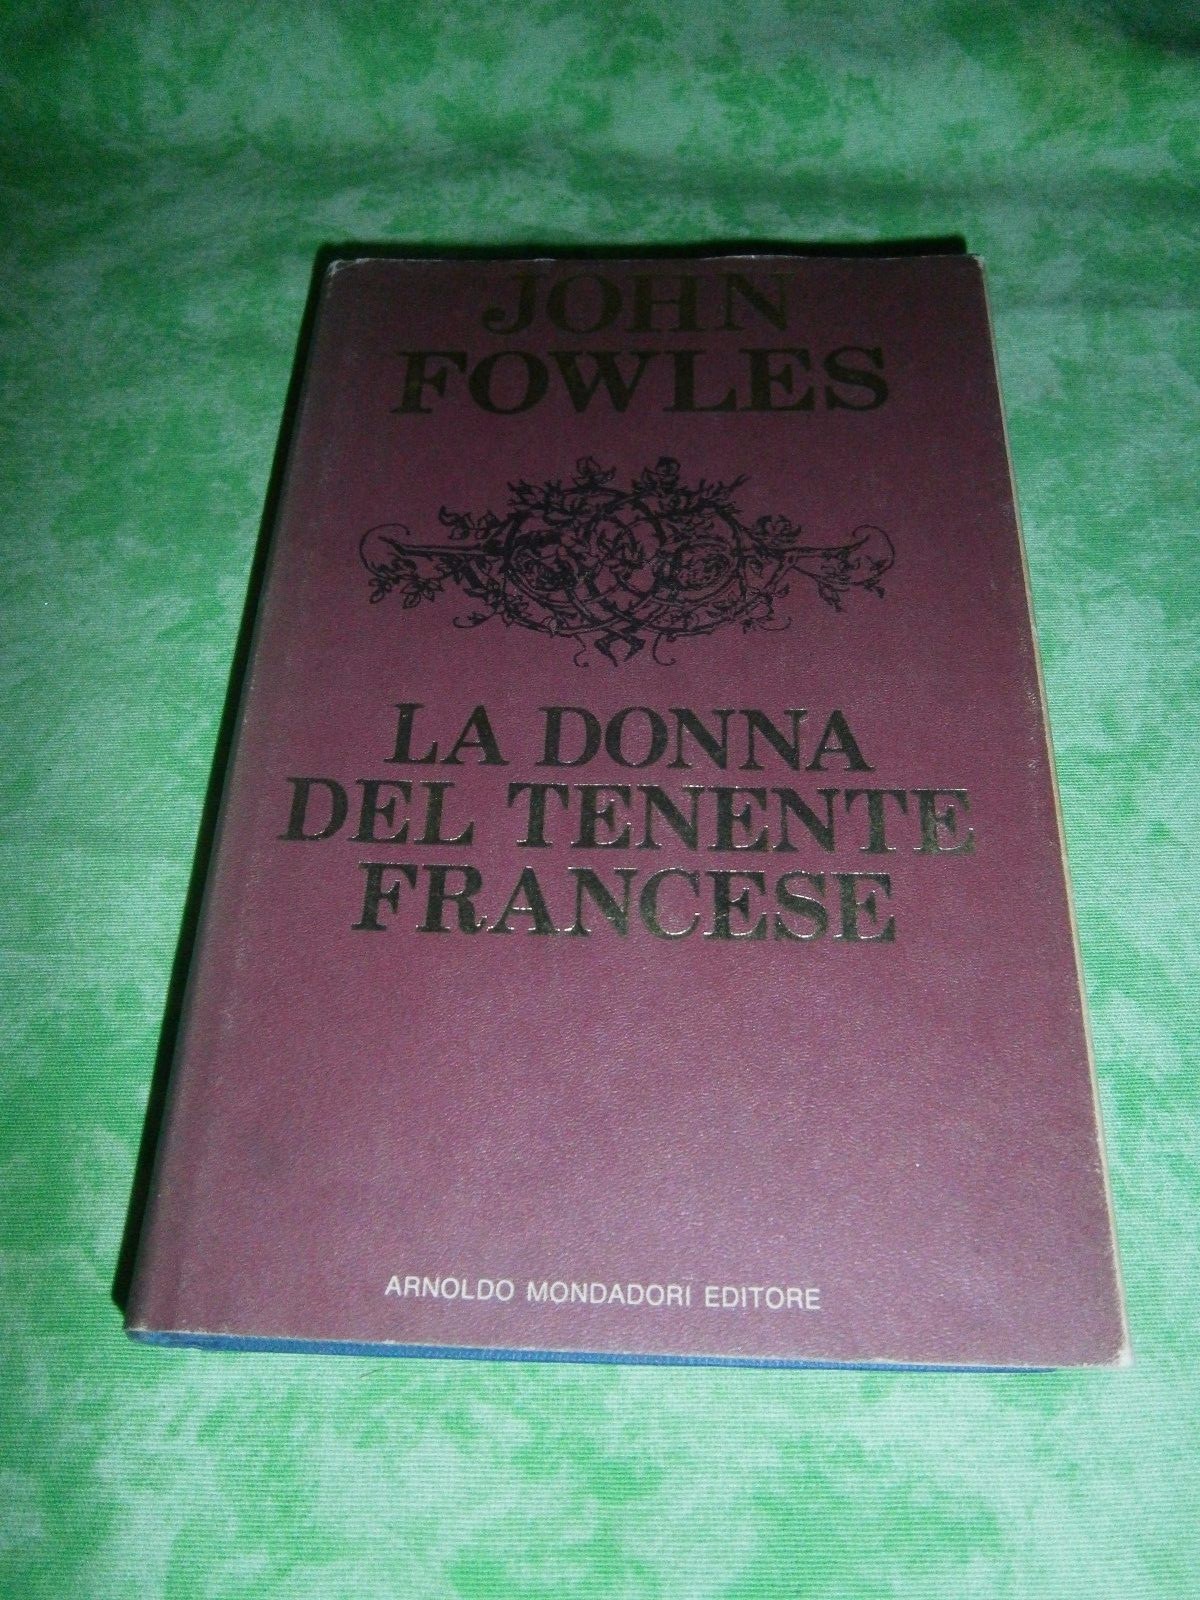 JOHN
FOWLES
LA DONNA
DEL TENENTE
FRANCESE
ARNOLDO MONDADORI EDITORE